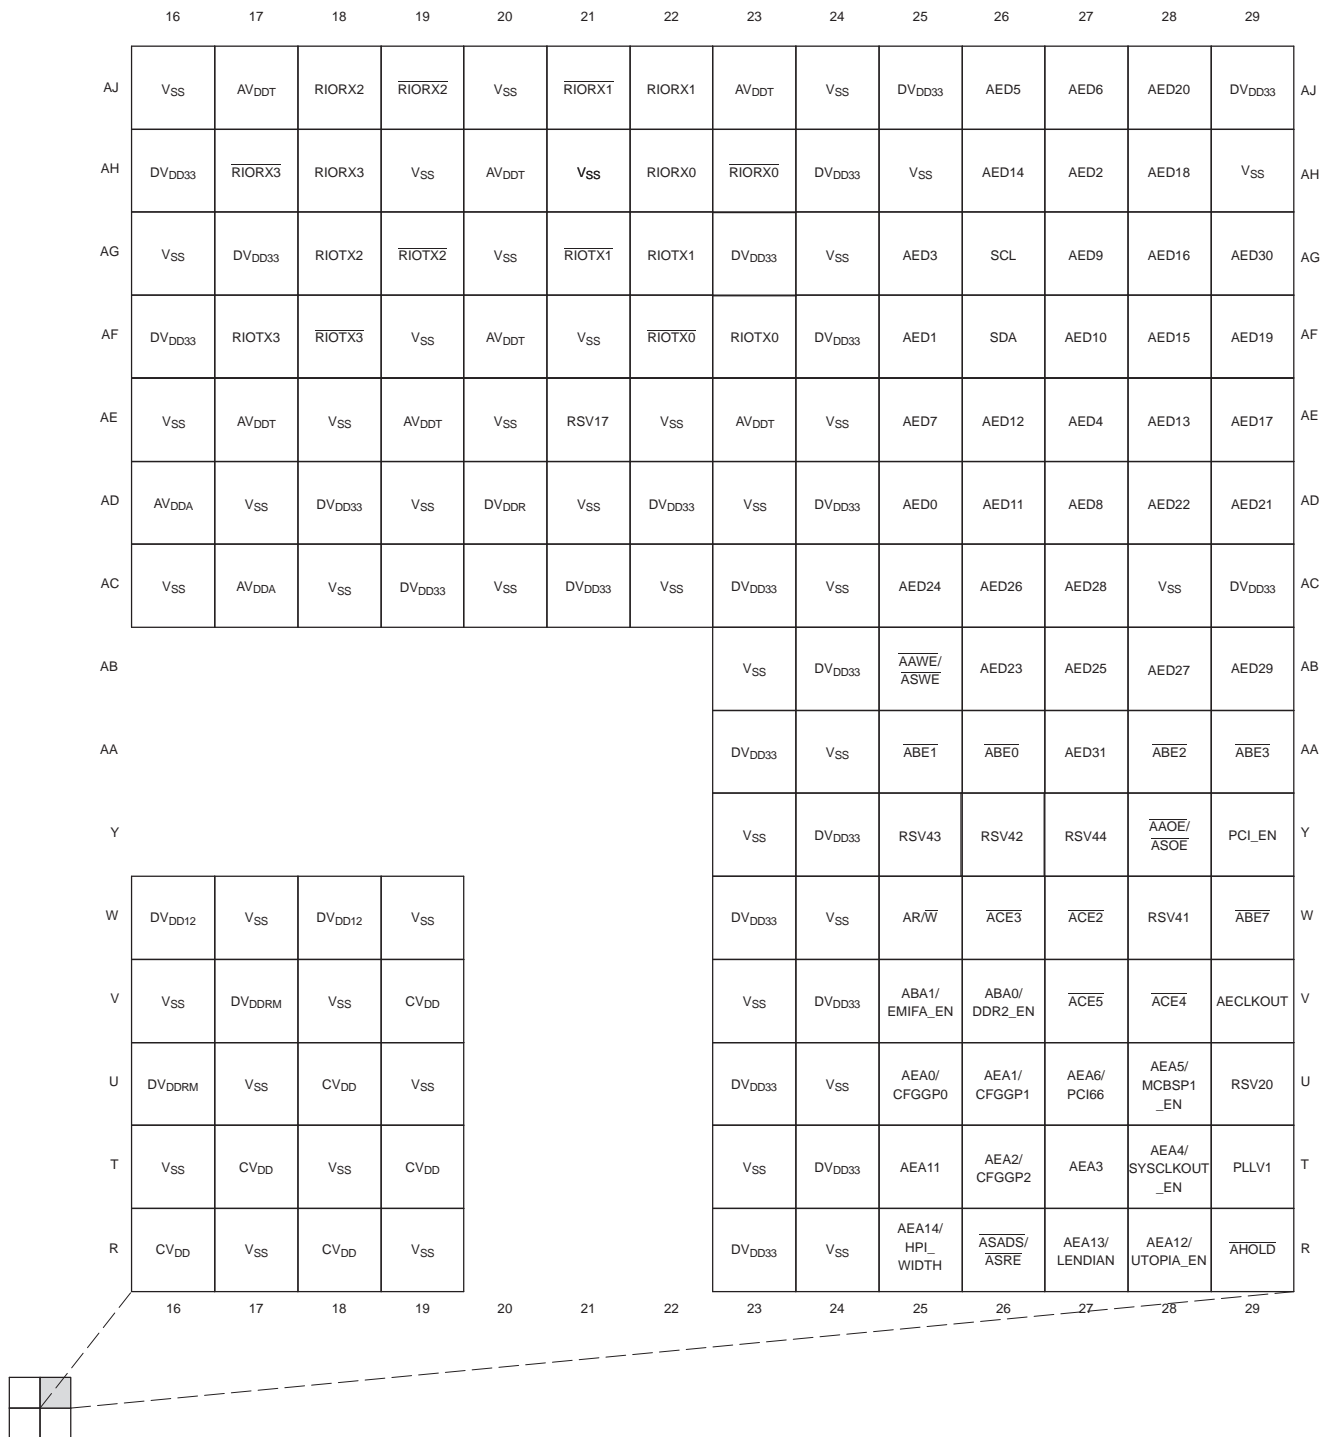 16 17 18 19 20 21 22 23 24 25 26 27 28 29
AJ VSS AVDDT RIORX2 RIORX2 VSS RIORX1 RIORX1 AVDDT VSS DVDD33 AED5 AED6 AED20 DVDD33 AJ
AH DVDD33 RIORX3 RIORX3 VSS AVDDT VSS RIORX0 RIORX0 DVDD33 VSS AED14 AED2 AED18 VSS AH
AG VSS DVDD33 RIOTX2 RIOTX2 VSS RIOTX1 RIOTX1 DVDD33 VSS AED3 SCL AED9 AED16 AED30 AG
AF DVDD33 RIOTX3 RIOTX3 VSS AVDDT VSS RIOTX0 RIOTX0 DVDD33 AED1 SDA AED10 AED15 AED19 AF
AE VSS AVDDT VSS AVDDT VSS RSV17 VSS AVDDT VSS AED7 AED12 AED4 AED13 AED17 AE
AD AVDDA VSS DVDD33 VSS DVDDR VSS DVDD33 VSS DVDD33 AED0 AED11 AED8 AED22 AED21 AD
AC VSS AVDDA VSS DVDD33 VSS DVDD33 VSS DVDD33 VSS AED24 AED26 AED28 VSS DVDD33 AC
AB VSS DVDD33 AAWE/ ASWE AED23 AED25 AED27 AED29 AB
AA DVDD33 VSS ABE1 ABE0 AED31 ABE2 ABE3 AA
Y VSS DVDD33 RSV43 RSV42 RSV44 AAOE/ ASOE PCI_EN Y
W DVDD12 VSS DVDD12 VSS DVDD33 VSS AR/W ACE3 ACE2 RSV41 ABE7 W
V VSS DVDDRM VSS CVDD VSS DVDD33 ABA1/ EMIFA_EN ABA0/ DDR2_EN ACE5 ACE4 AECLKOUT V
U DVDDRM VSS CVDD VSS DVDD33 VSS AEA0/ CFGGP0 AEA1/ CFGGP1 AEA6/ PCI66 AEA5/ MCBSP1 _EN RSV20 U
T VSS CVDD VSS CVDD VSS DVDD33 AEA11 AEA2/ CFGGP2 AEA3 AEA4/ SYSCLKOUT _EN PLLV1 T
R CVDD VSS CVDD VSS DVDD33 VSS AEA14/ HPI_ WIDTH ASADS/ ASRE AEA13/ LENDIAN AEA12/ UTOPIA_EN AHOLD R
16 17 18 19 20 21 22 23 24 25 26 27 28 29